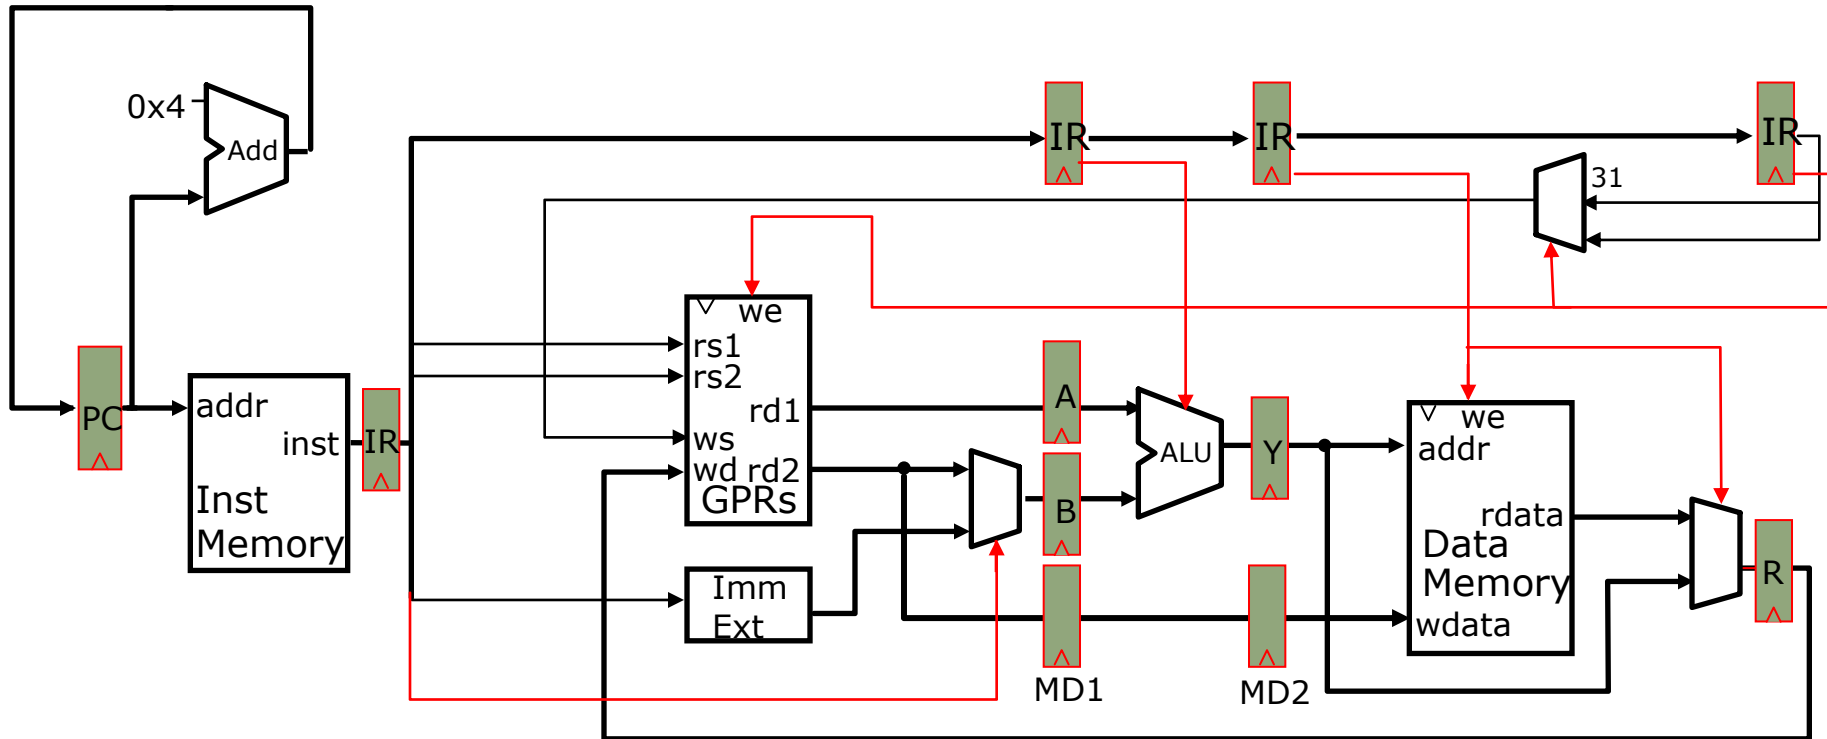 0x4
Add
PC
addr
inst
Inst
Memory
IR
IR
IR
IR
31
we
rs1
rs2
rd1
ws
wd rd2
GPRs
Imm
Ext
A
B
ALU
Y
MD1
MD2
we
addr
rdata
Data
Memory
wdata
R